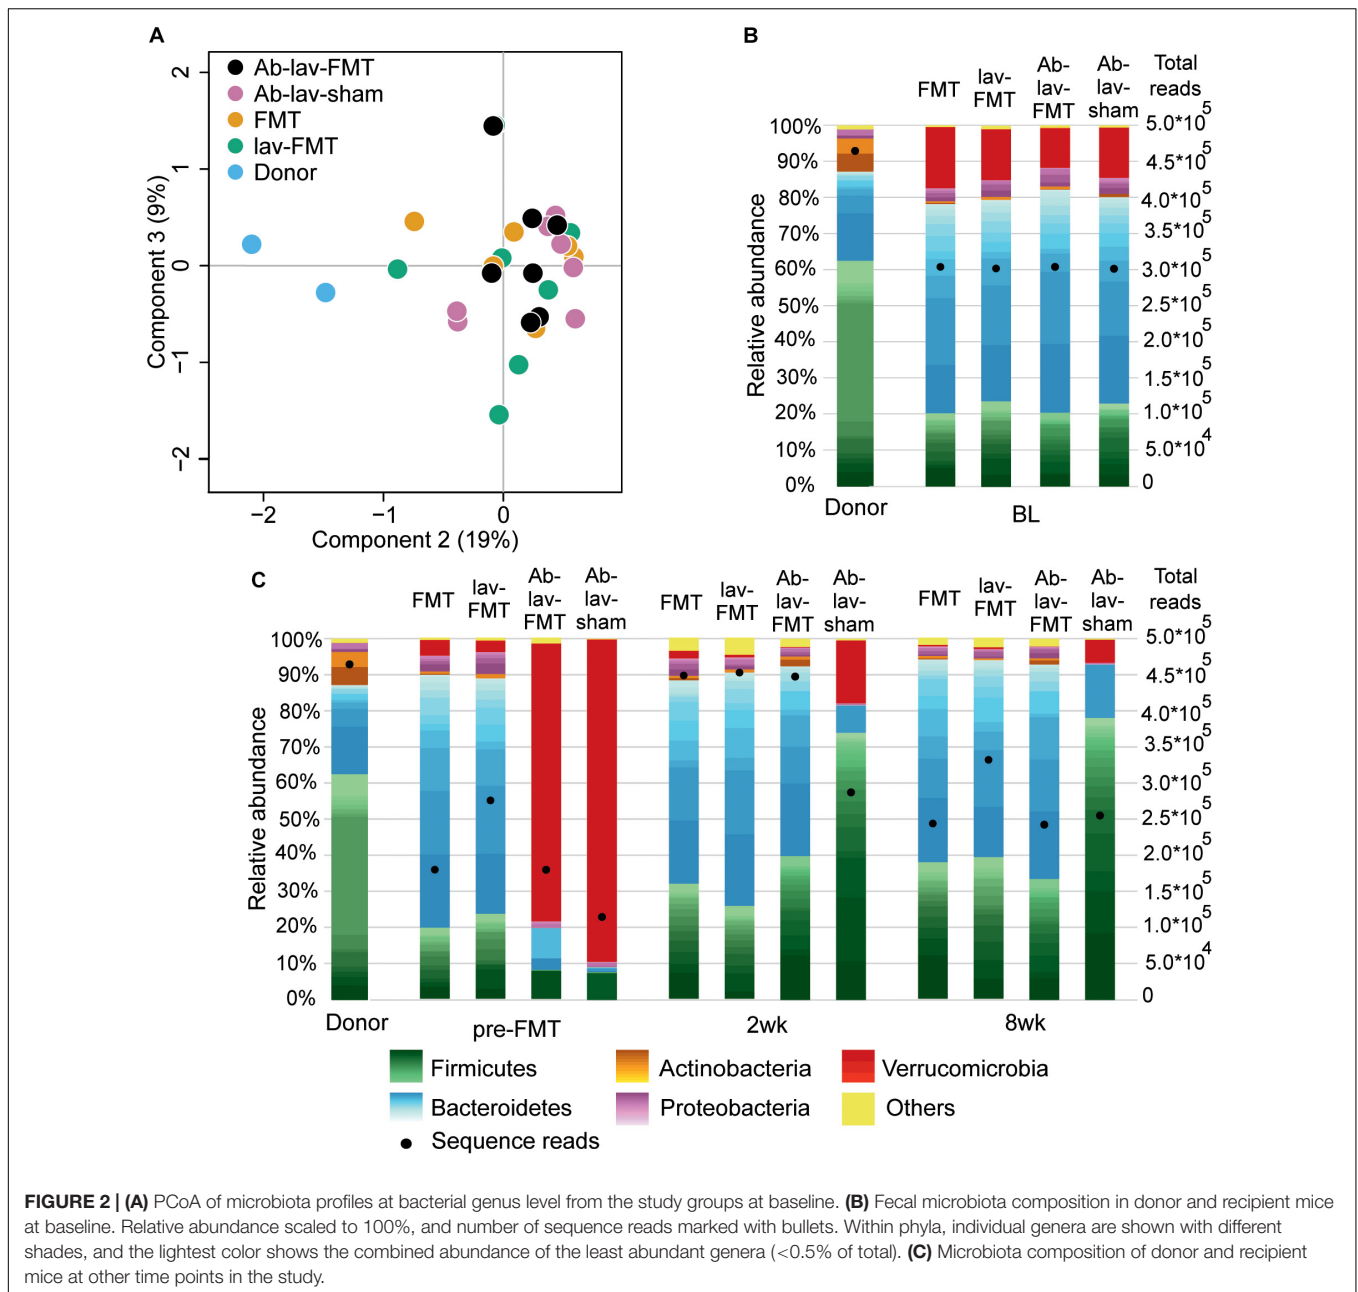 A
Ab-lav-FMT
Ab-lav-sham
FMT
lav-FMT
Donor
2
1
0
−1
−2
Component 3 (9%)
−2
−1
0
1
2
Component 2 (19%)
B
FMT
lav-
FMT
Ab-
lav-
FMT
Ab-
lav-
sham
Total
reads
100%
90%
80%
70%
60%
50%
40%
30%
20%
10%
0%
Relative abundance
5.0*10^5
4.5*10^5
4.0*10^5
3.5*10^5
3.0*10^5
2.5*10^5
2.0*10^5
1.5*10^5
1.0*10^5
5.0*10^4
0
Donor
BL
C
FMT
lav-
FMT
Ab-
lav-
FMT
Ab-
lav-
sham
FMT
lav-
FMT
Ab-
lav-
FMT
Ab-
lav-
sham
FMT
lav-
FMT
Ab-
lav-
FMT
Ab-
lav-
sham
Total
reads
100%
90%
80%
70%
60%
50%
40%
30%
20%
10%
0%
Relative abundance
5.0*10^5
4.5*10^5
4.0*10^5
3.5*10^5
3.0*10^5
2.5*10^5
2.0*10^5
1.5*10^5
1.0*10^5
5.0*10^4
0
Donor
pre-FMT
2wk
8wk
Firmicutes
Actinobacteria
Verrucomicrobia
Bacteroidetes
Proteobacteria
Others
Sequence reads
FIGURE 2 | (A) PCoA of microbiota profiles at bacterial genus level from the study groups at baseline. (B) Fecal microbiota composition in donor and recipient mice
at baseline. Relative abundance scaled to 100%, and number of sequence reads marked with bullets. Within phyla, individual genera are shown with different
shades, and the lightest color shows the combined abundance of the least abundant genera (<0.5% of total). (C) Microbiota composition of donor and recipient
mice at other time points in the study.